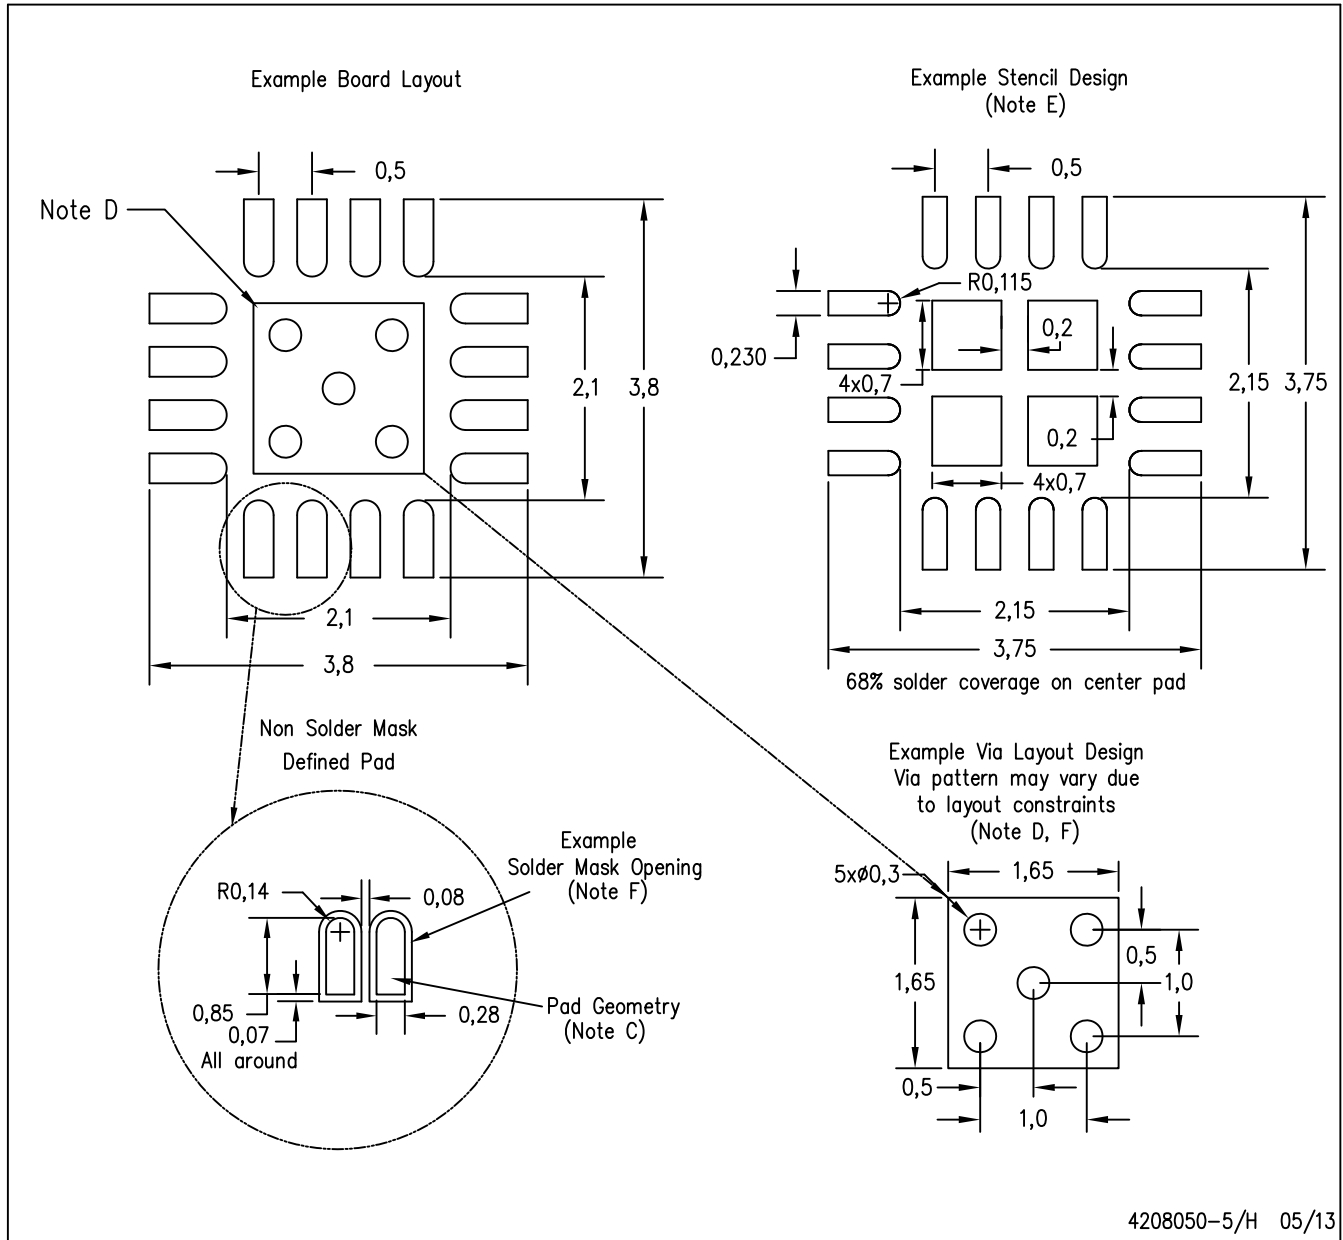 Example Board Layout
0,5
Note D
2,1
3,8
2,1
3,8
Example Stencil Design
(Note E)
0,5
R0,115
0,230
0,2
4x0,7
2,15
3,75
0,2
4x0,7
2,15
3,75
68% solder coverage on center pad
Non Solder Mask
Defined Pad
Example
Solder Mask Opening
(Note F)
R0,14
0,08
0,85
0,07
All around
0,28
Pad Geometry
(Note C)
Example Via Layout Design
Via pattern may vary due
to layout constraints
(Note D, F)
5xø0,3
1,65
0,5
1,65
1,0
0,5
1,0
4208050-5/H 05/13